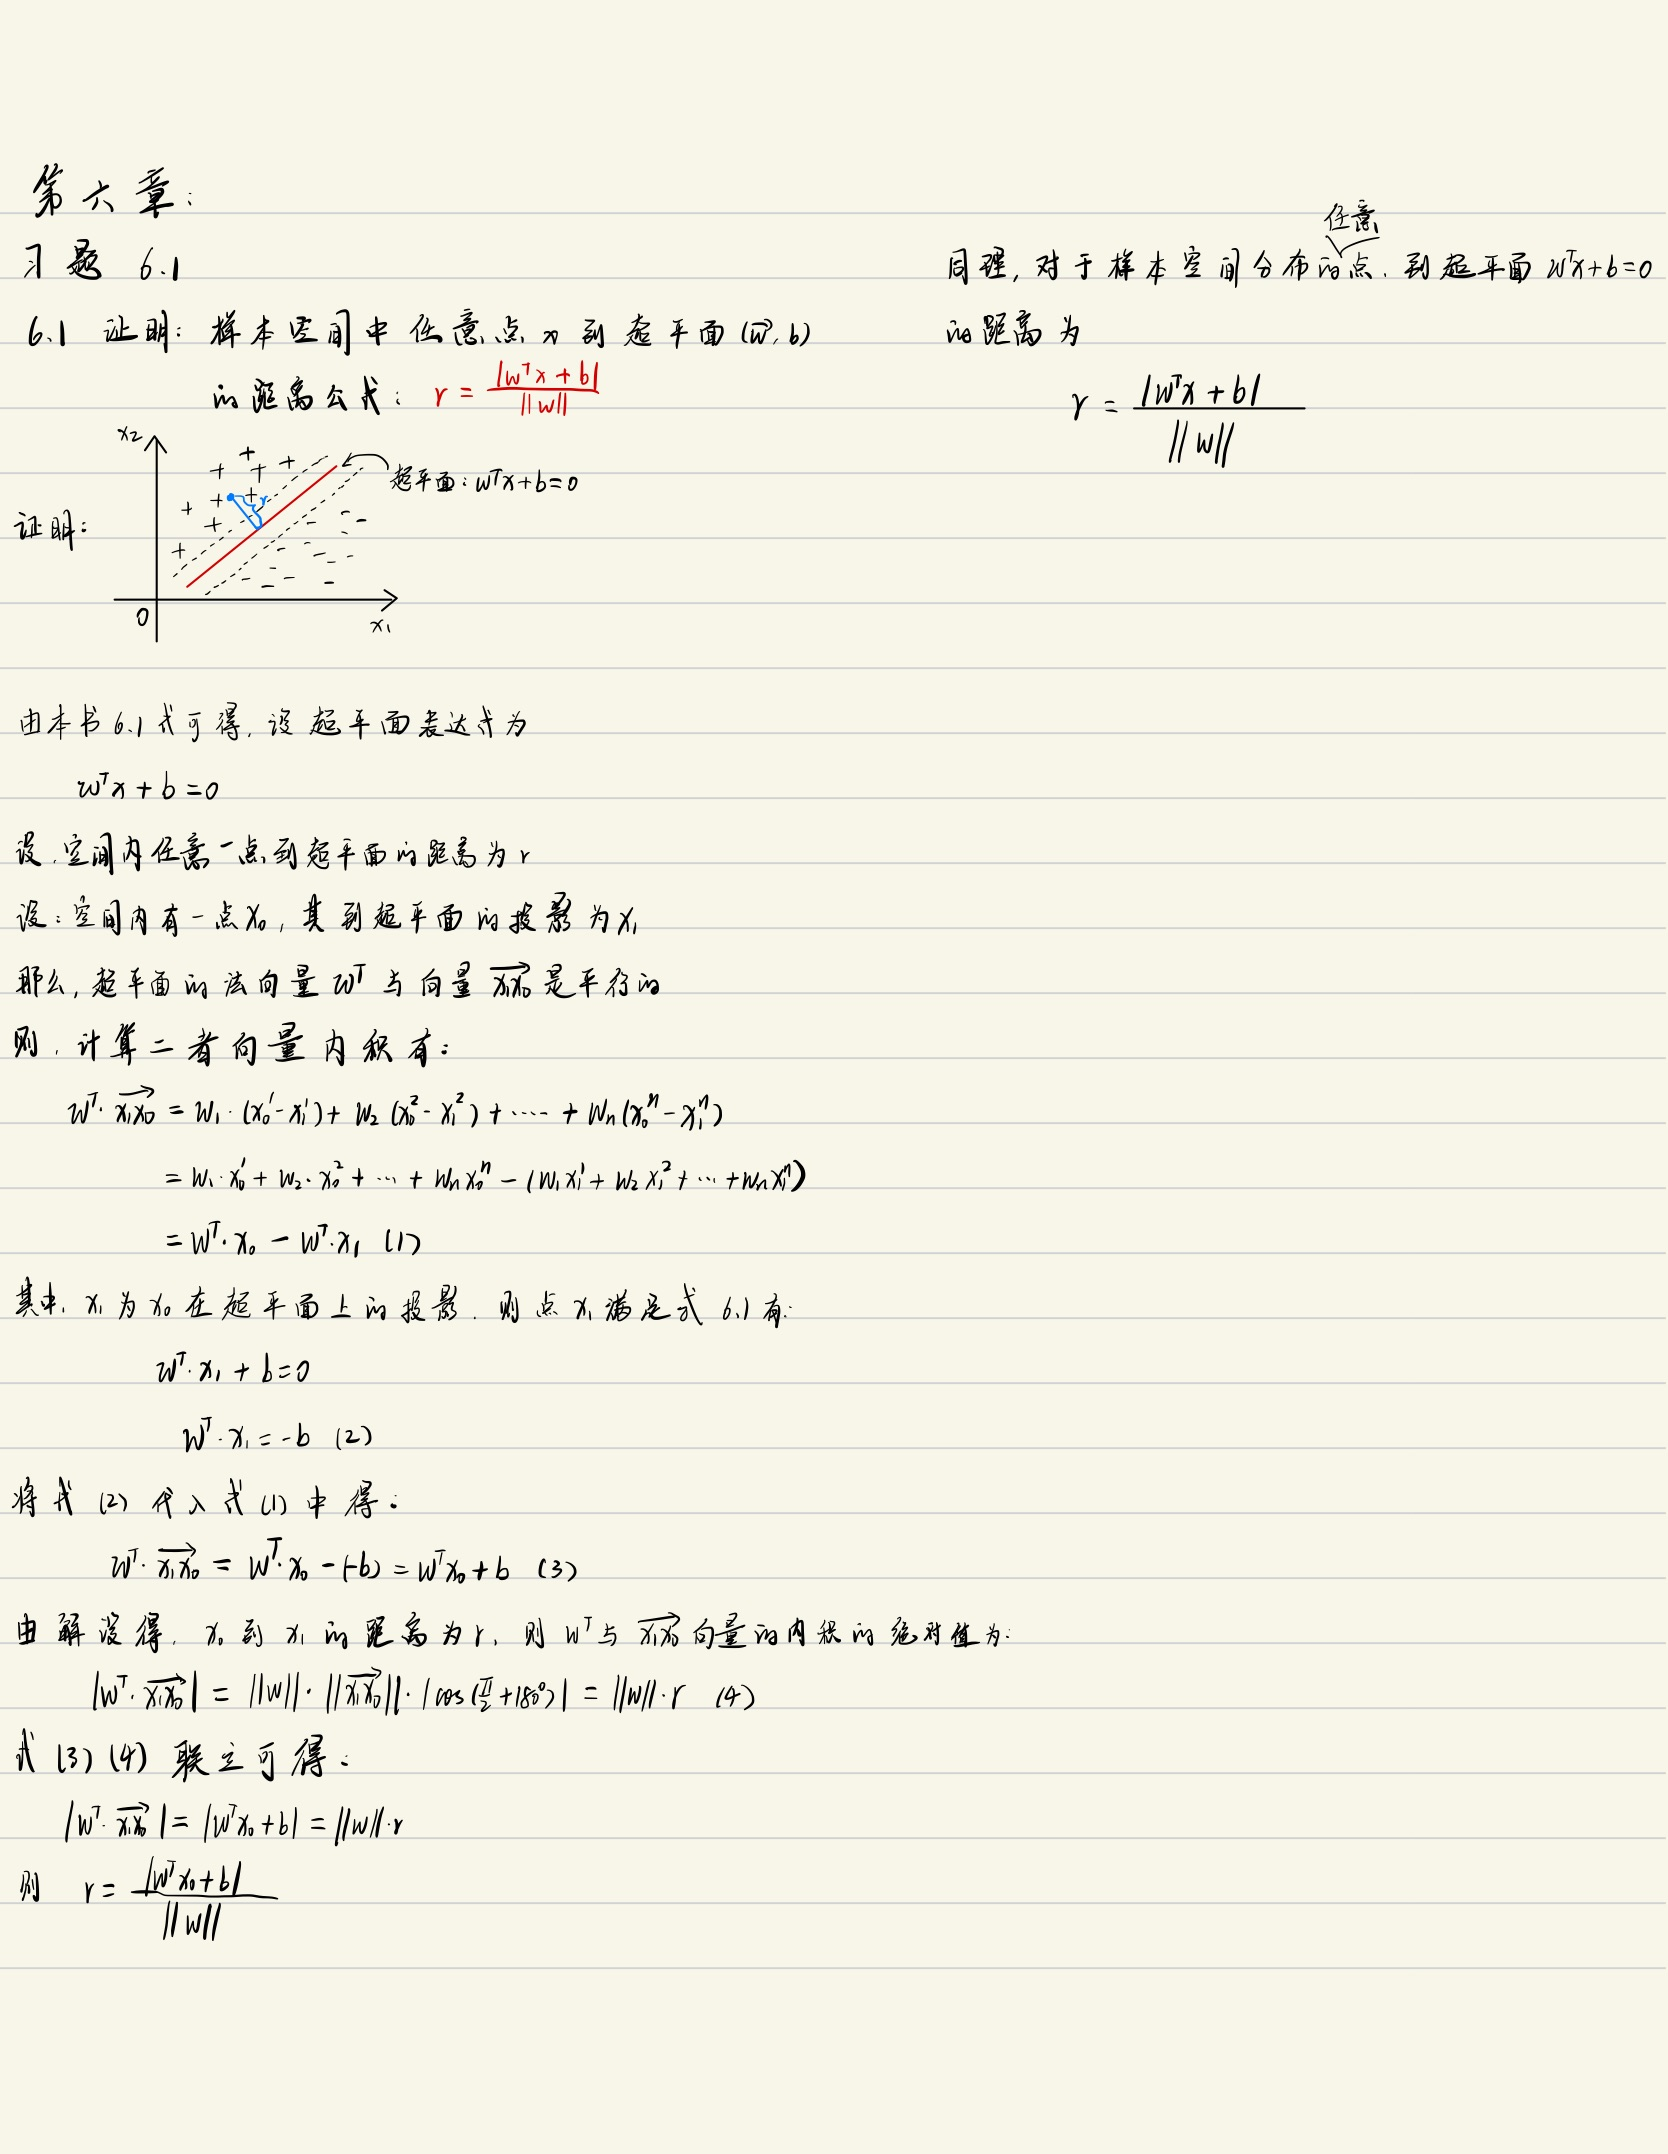 第六章:
习题 6.1
6.1 证明: 样本空间中任意点 x 到超平面 (w⃗, b)
的距离公式: r = |wᵀx + b| / ||w||
证明:
x₂
超平面: wᵀx+b=0
r
0
x₁
由本书6.1式可得, 设超平面表达式为
wᵀx + b = 0
设, 空间内任意一点到超平面的距离为 r
设: 空间内有一点 x₀, 其到超平面的投影为 x₁
那么, 超平面的法向量 wᵀ 与向量 →x₁x₀ 是平行的
则, 计算二者向量内积有:
wᵀ·→x₁x₀ = w₁·(x₀¹-x₁¹) + w₂(x₀²-x₁²) + ····· + wₙ(x₀ⁿ-x₁ⁿ)
= w₁·x₀¹ + w₂·x₀² + ··· + wₙx₀ⁿ - (w₁x₁¹ + w₂x₁² + ··· + wₙx₁ⁿ)
= wᵀ·x₀ - wᵀ·x₁ (1)
其中, x₁ 为 x₀ 在超平面上的投影. 则点 x₁ 满足式 6.1 有:
wᵀ·x₁ + b = 0
wᵀ·x₁ = -b (2)
将式 (2) 代入式 (1) 中得:
wᵀ·→x₁x₀ = wᵀ·x₀ - (-b) = wᵀx₀ + b (3)
由解设得, x₀ 到 x₁ 的距离为 r, 则 wᵀ 与 →x₁x₀ 向量的内积的绝对值为:
|wᵀ·→x₁x₀| = ||w||·||→x₁x₀||·|cos(π/2+180°)| = ||w||·r (4)
式 (3) (4) 联立可得:
|wᵀ·→x₁x₀| = |wᵀx₀+b| = ||w||·r
则 r = |wᵀx₀+b| / ||w||
任意
同理, 对于样本空间分布的点, 到超平面 wᵀx+b=0
的距离为
r = |wᵀx + b| / ||w||